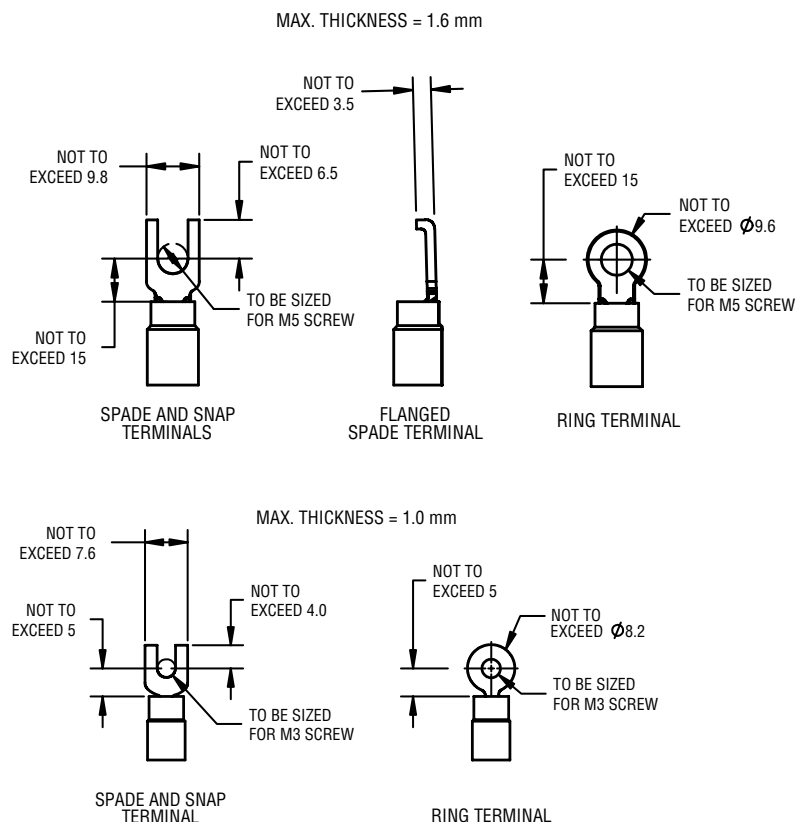 MAX. THICKNESS = 1.6 mm
NOT TO
EXCEED 3.5
NOT TO
EXCEED 9.8
NOT TO
EXCEED 6.5
NOT TO
EXCEED 15
TO BE SIZED
FOR M5 SCREW
SPADE AND SNAP
TERMINALS
FLANGED
SPADE TERMINAL
NOT TO
EXCEED 15
NOT TO
EXCEED Ø9.6
TO BE SIZED
FOR M5 SCREW
RING TERMINAL
MAX. THICKNESS = 1.0 mm
NOT TO
EXCEED 7.6
NOT TO
EXCEED 5
NOT TO
EXCEED 4.0
TO BE SIZED
FOR M3 SCREW
SPADE AND SNAP
TERMINAL
NOT TO
EXCEED 5
NOT TO
EXCEED Ø8.2
TO BE SIZED
FOR M3 SCREW
RING TERMINAL